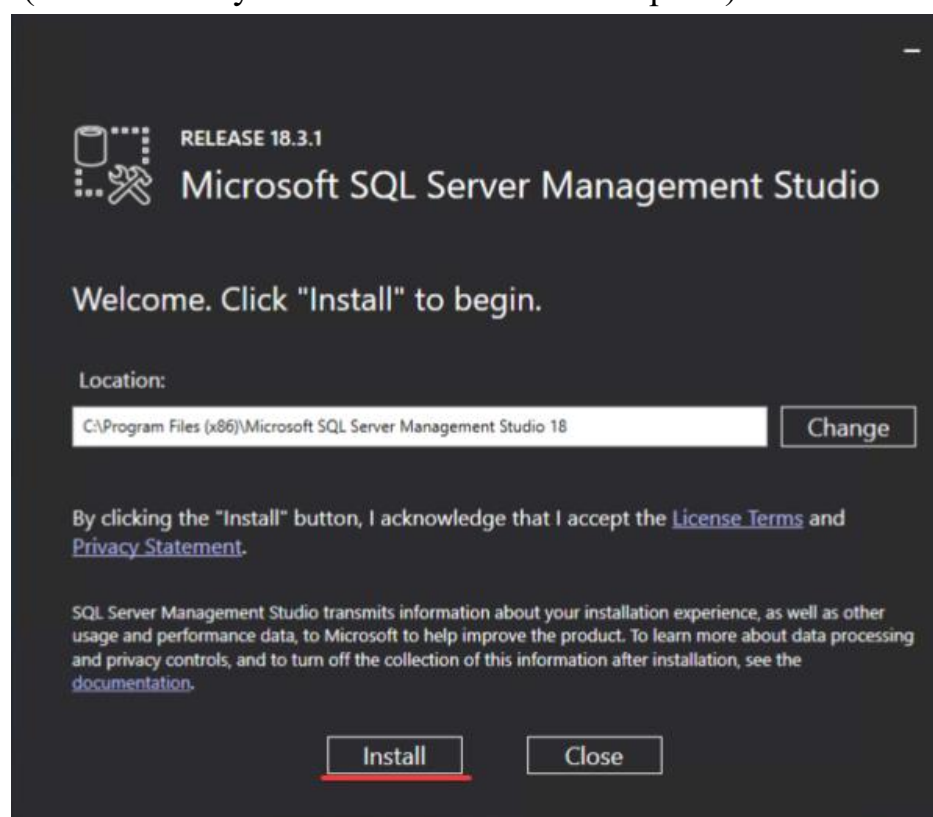 RELEASE 18.3.1
Microsoft SQL Server Management Studio
Welcome. Click "Install" to begin.
Location:
C:\Program Files (x86)\Microsoft SQL Server Management Studio 18
Change
By clicking the "Install" button, I acknowledge that I accept the License Terms and
Privacy Statement.
SQL Server Management Studio transmits information about your installation experience, as well as other
usage and performance data, to Microsoft to help improve the product. To learn more about data processing
and privacy controls, and to turn off the collection of this information after installation, see the
documentation.
Install Close